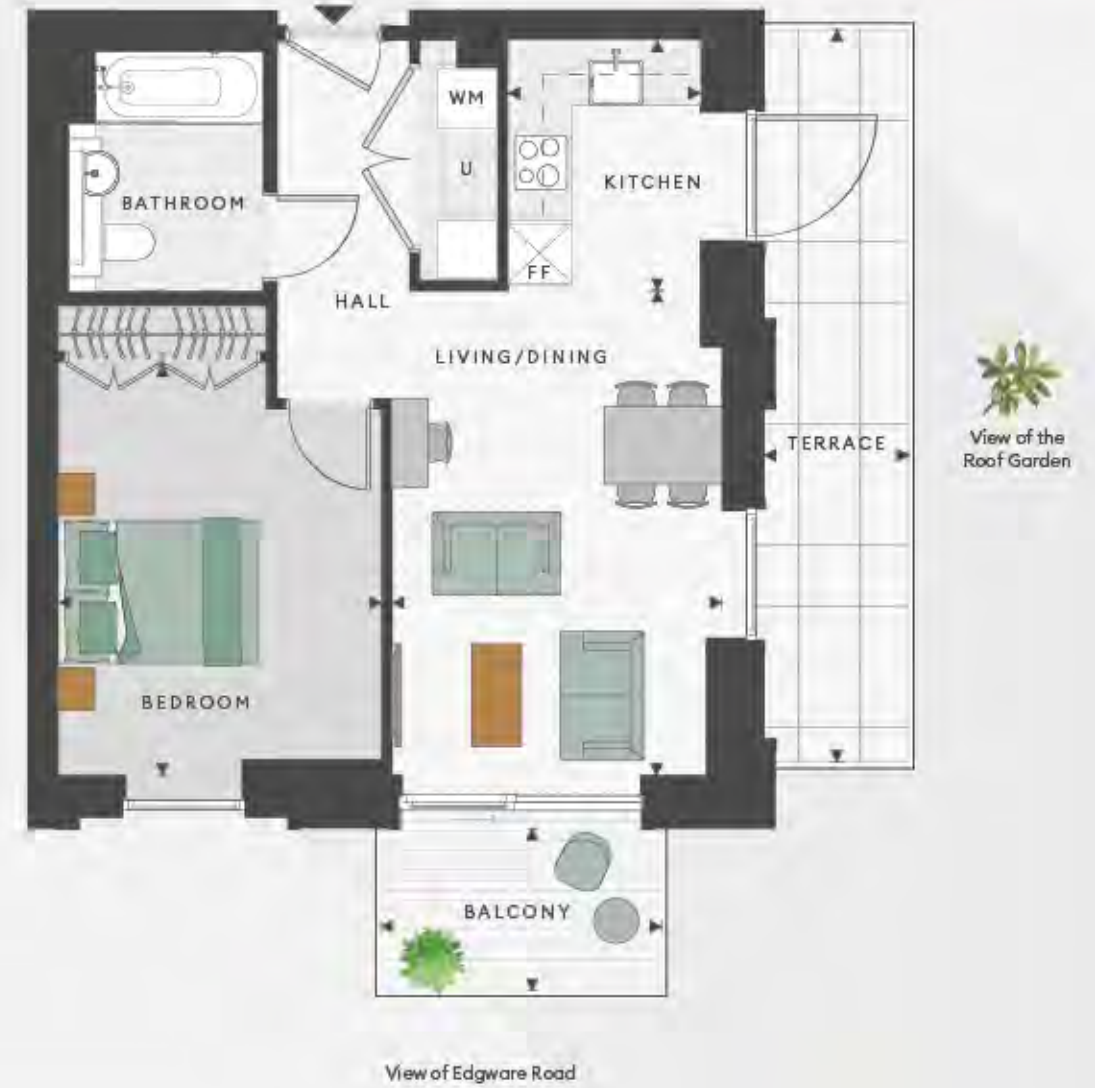 WM
U
KITCHEN
BATHROOM
FF
HALL
LIVING/DINING
TERRACE
View of the
Roof Garden
BEDROOM
BALCONY
View of Edgware Road